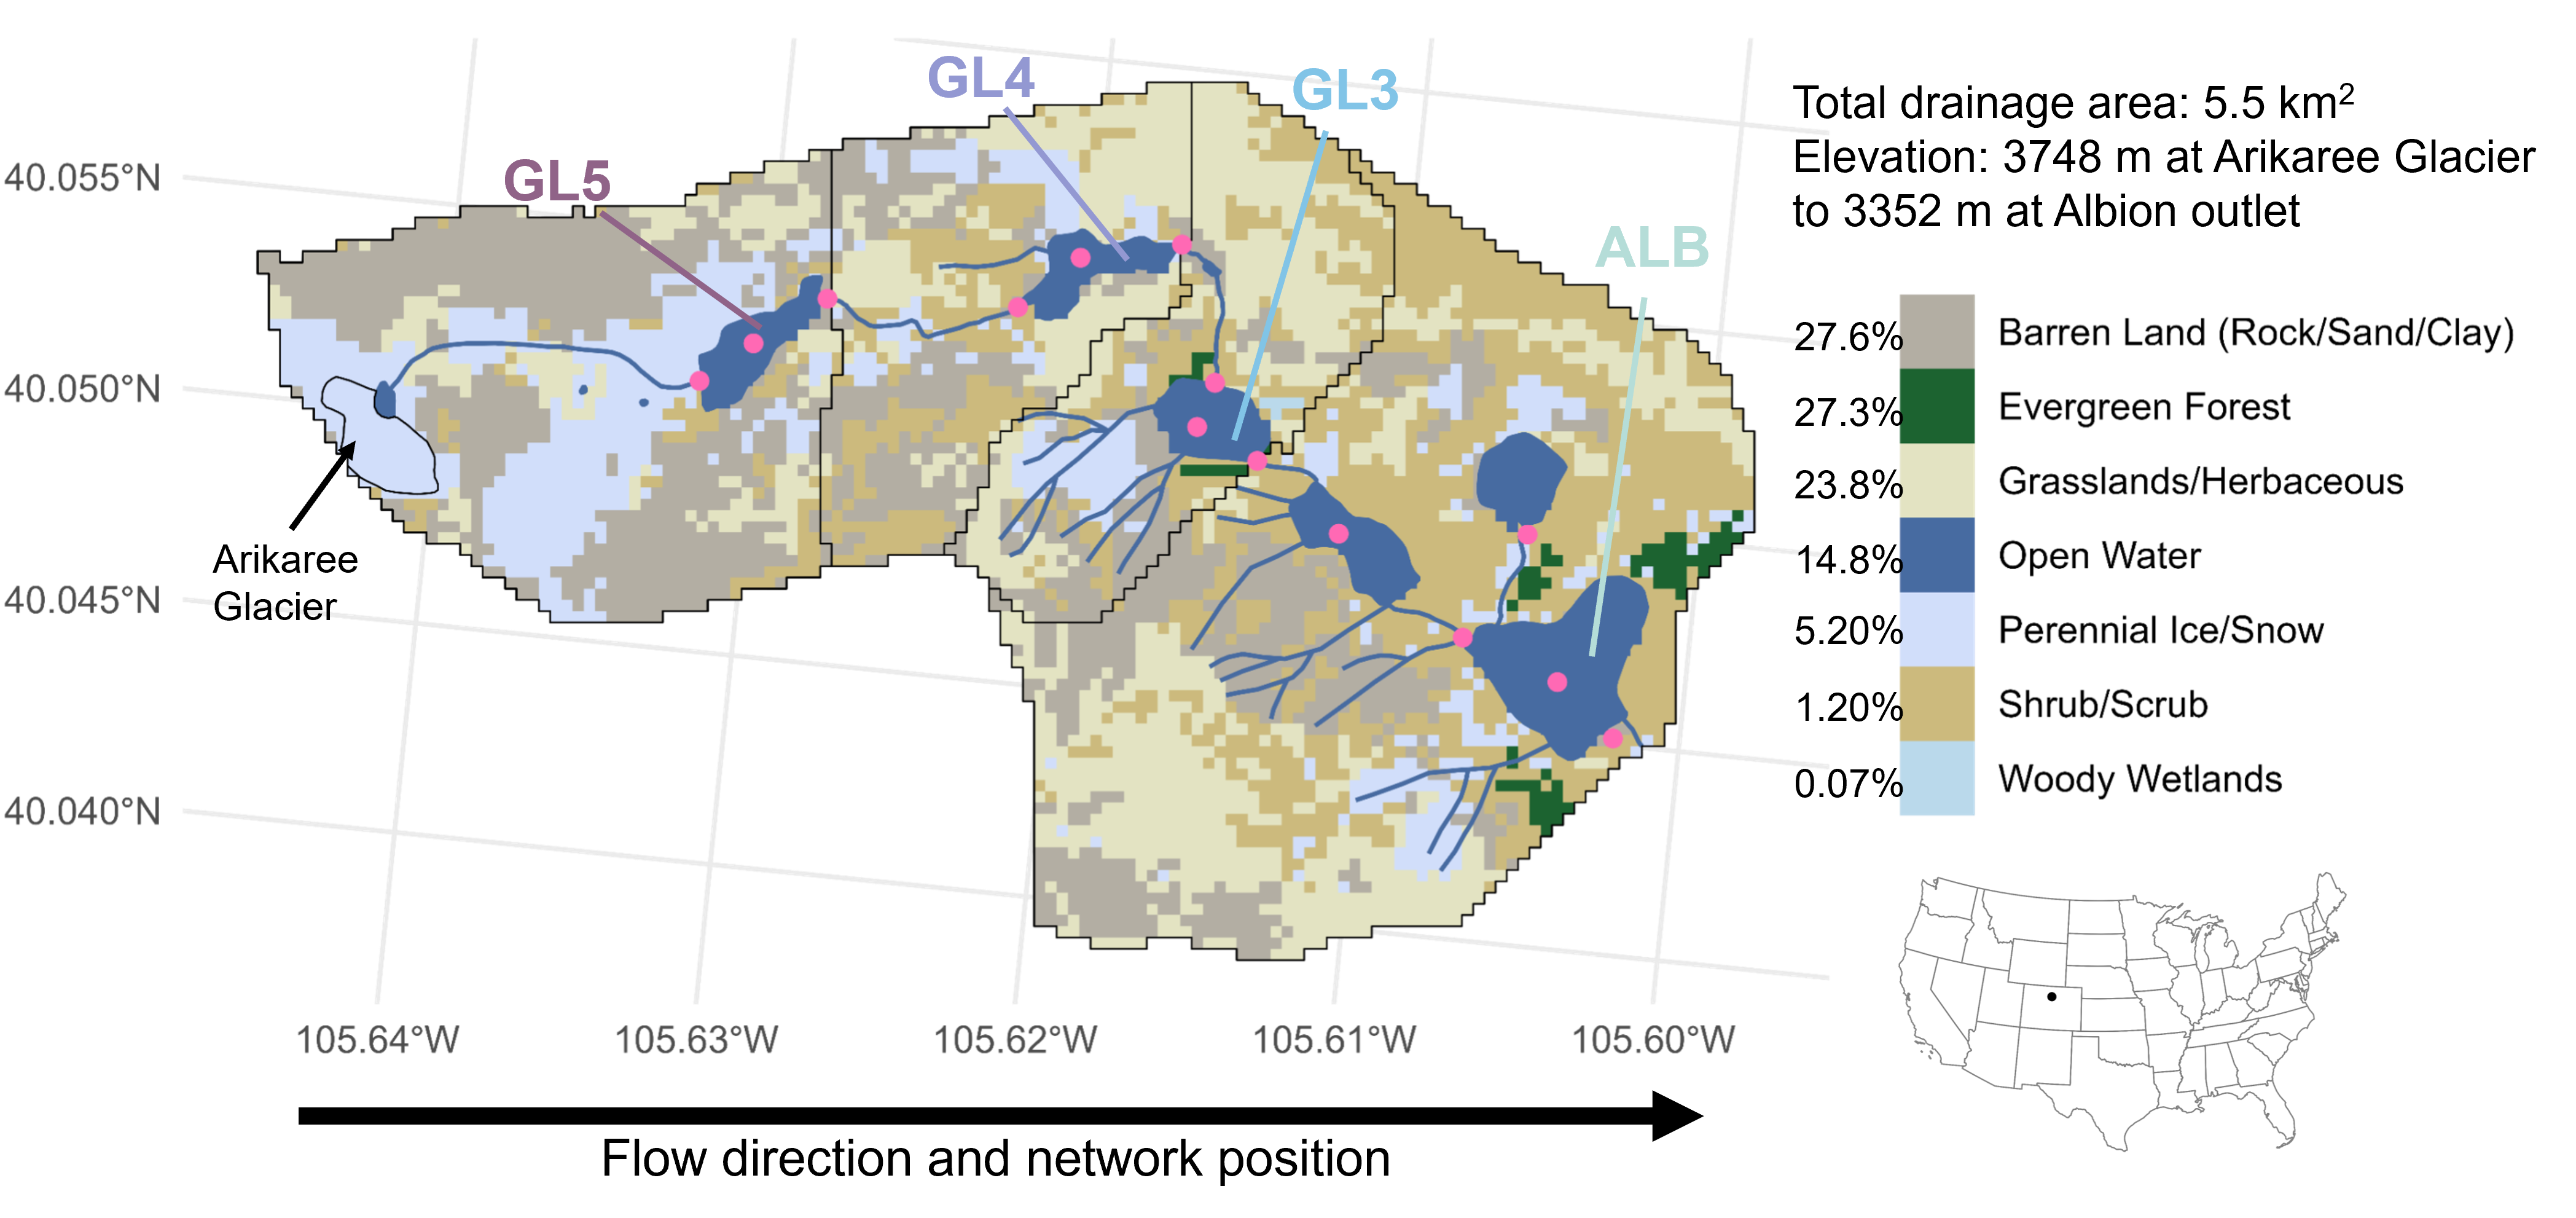 GL4
GL3
GL5
ALB
Total drainage area: 5.5 km²
Elevation: 3748 m at Arikaree Glacier
to 3352 m at Albion outlet
40.055°N
40.050°N
40.045°N
40.040°N
Arikaree
Glacier
27.6% Barren Land (Rock/Sand/Clay)
27.3% Evergreen Forest
23.8% Grasslands/Herbaceous
14.8% Open Water
5.20% Perennial Ice/Snow
1.20% Shrub/Scrub
0.07% Woody Wetlands
105.64°W 105.63°W 105.62°W 105.61°W 105.60°W
Flow direction and network position